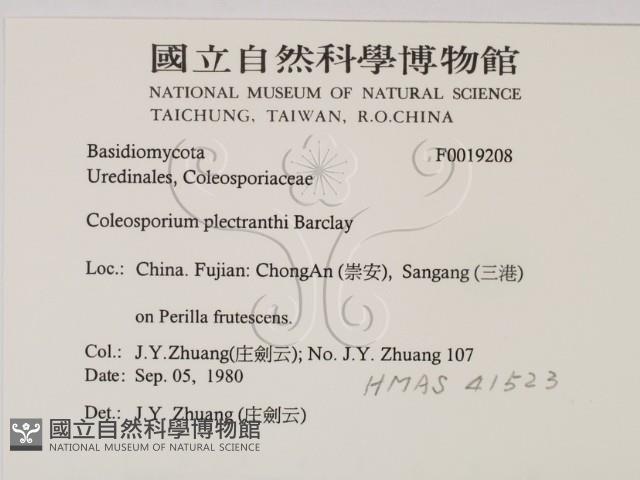 國立自然科學博物館
NATIONAL MUSEUM OF NATURAL SCIENCE
TAICHUNG, TAIWAN, R.O.CHINA
Basidiomycota F0019208
Uredinales, Coleosporiaceae
Coleosporium plectranthi Barclay
Loc.: China. Fujian: ChongAn (崇安), Sangang (三港)
on Perilla frutescens.
Col.: J.Y.Zhuang(庄劍云); No. J.Y. Zhuang 107
Date: Sep. 05, 1980
HMAS 41523
Det.: J.Y. Zhuang (庄劍云)
國立自然科學博物館
NATIONAL MUSEUM OF NATURAL SCIENCE